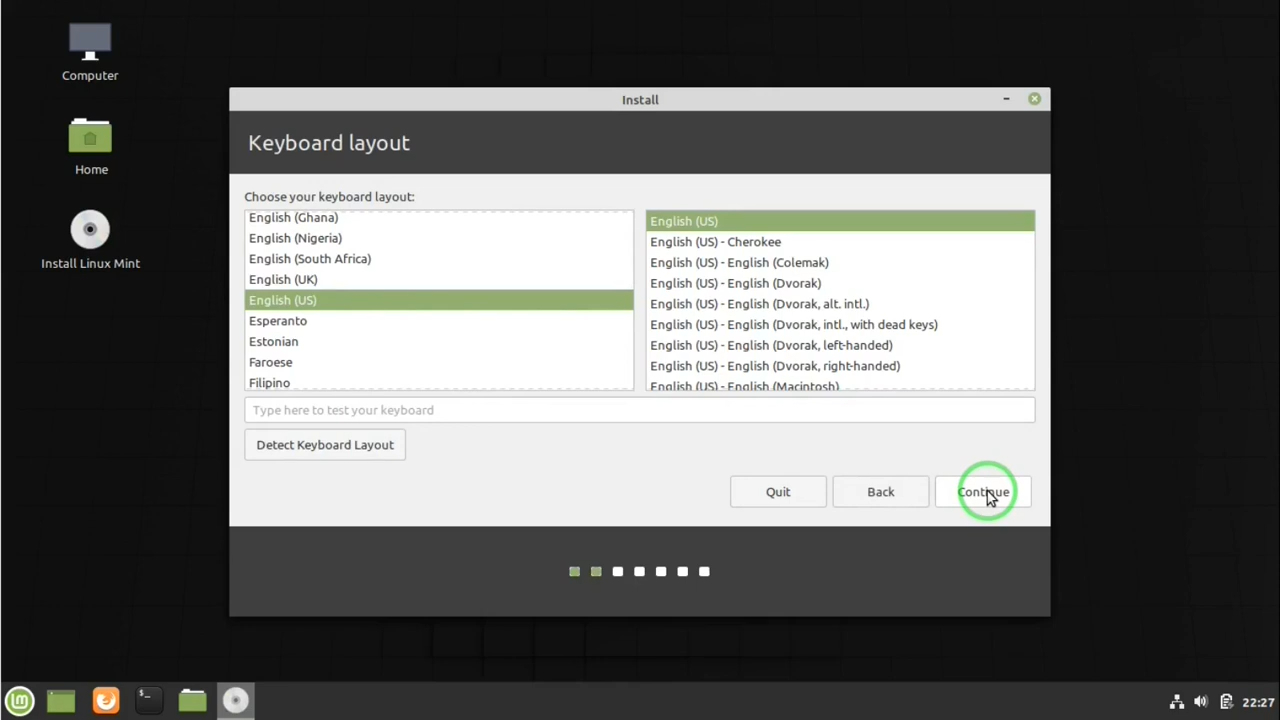 Computer
Home
Install Linux Mint
Install
Keyboard layout
Choose your keyboard layout:
English (Ghana)
English (Nigeria)
English (South Africa)
English (UK)
English (US)
Esperanto
Estonian
Faroese
Filipino
English (US)
English (US) - Cherokee
English (US) - English (Colemak)
English (US) - English (Dvorak)
English (US) - English (Dvorak, alt. intl.)
English (US) - English (Dvorak, intl., with dead keys)
English (US) - English (Dvorak, left-handed)
English (US) - English (Dvorak, right-handed)
English (US) - English (Macintosh)
Type here to test your keyboard
Detect Keyboard Layout
Quit
Back
Continue
22:27